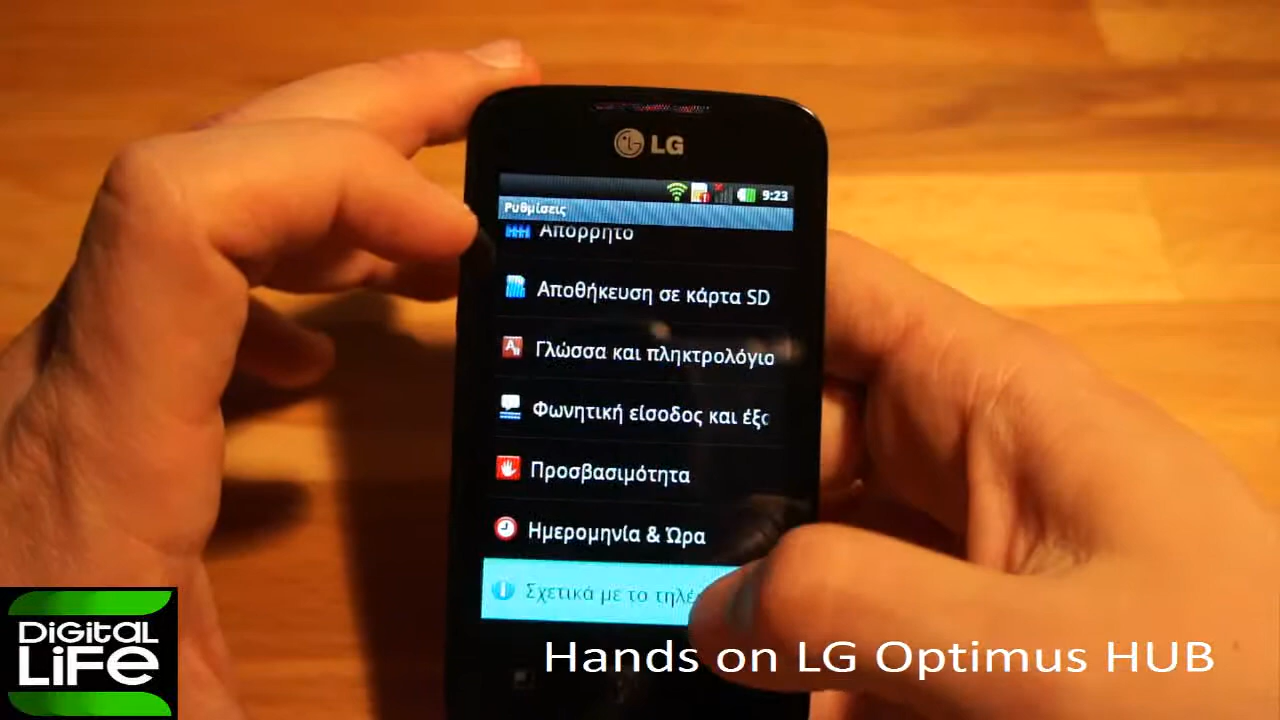 LG
9:23
Ρυθμίσεις
Απόρρητο
Αποθήκευση σε κάρτα SD
Γλώσσα και πληκτρολόγιο
Φωνητική είσοδος και έξο
Προσβασιμότητα
Ημερομηνία & Ώρα
Σχετικά με το τηλέ
Hands on LG Optimus HUB
DiGitaL
LiFe